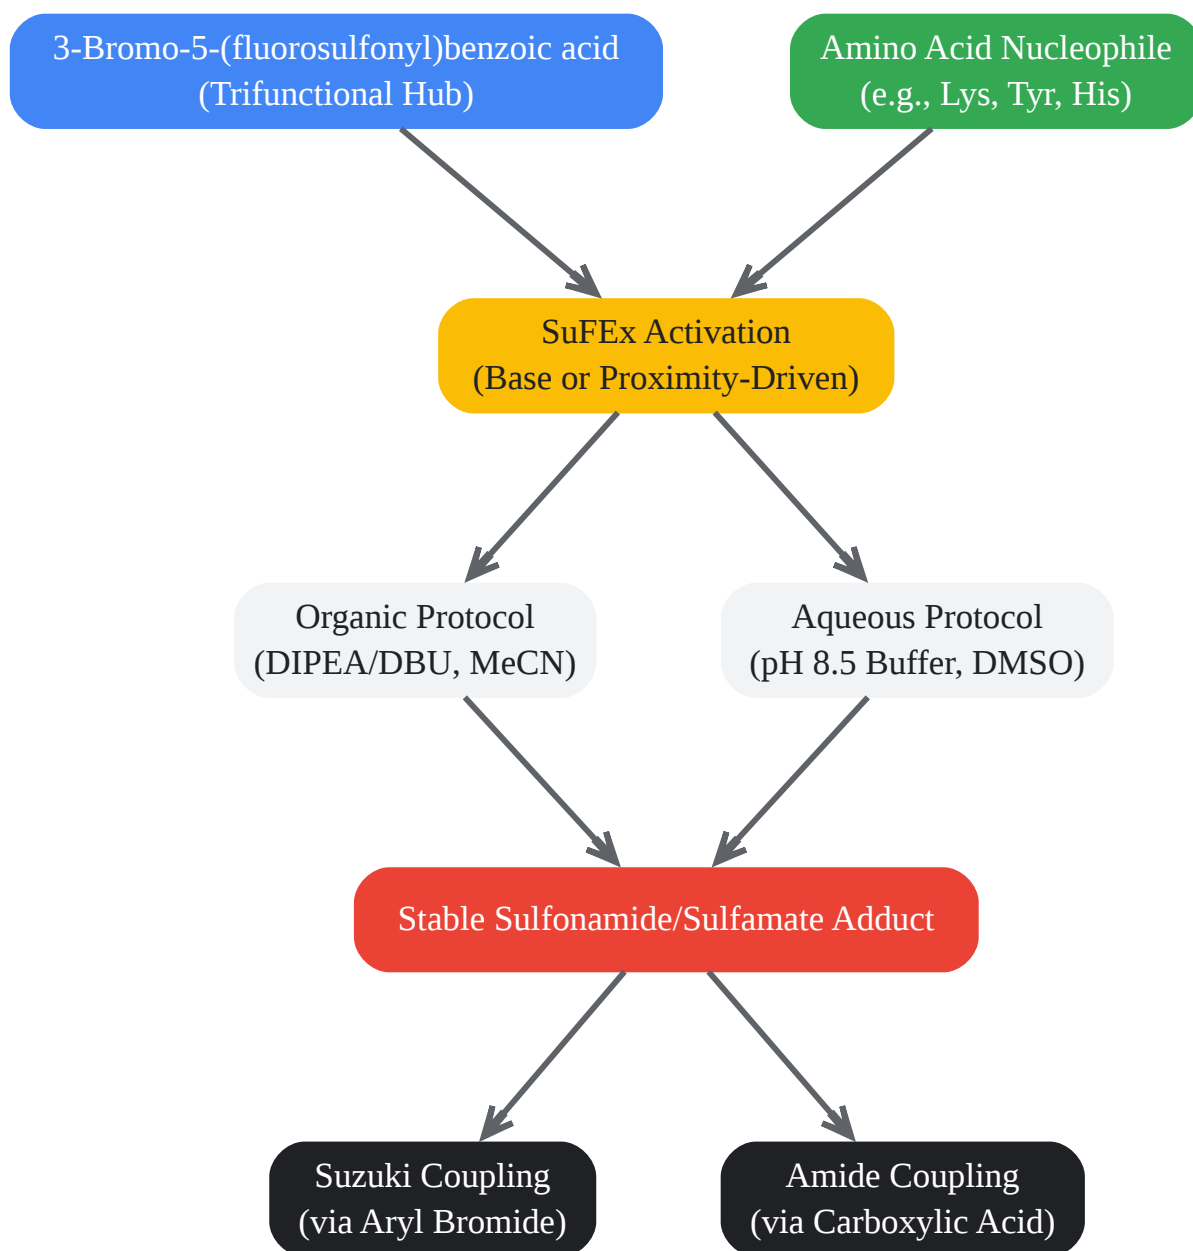 3-Bromo-5-(fluorosulfonyl)benzoic acid
(Trifunctional Hub)
Amino Acid Nucleophile
(e.g., Lys, Tyr, His)
SuFEx Activation
(Base or Proximity-Driven)
Organic Protocol
(DIPEA/DBU, MeCN)
Aqueous Protocol
(pH 8.5 Buffer, DMSO)
Stable Sulfonamide/Sulfamate Adduct
Suzuki Coupling
(via Aryl Bromide)
Amide Coupling
(via Carboxylic Acid)